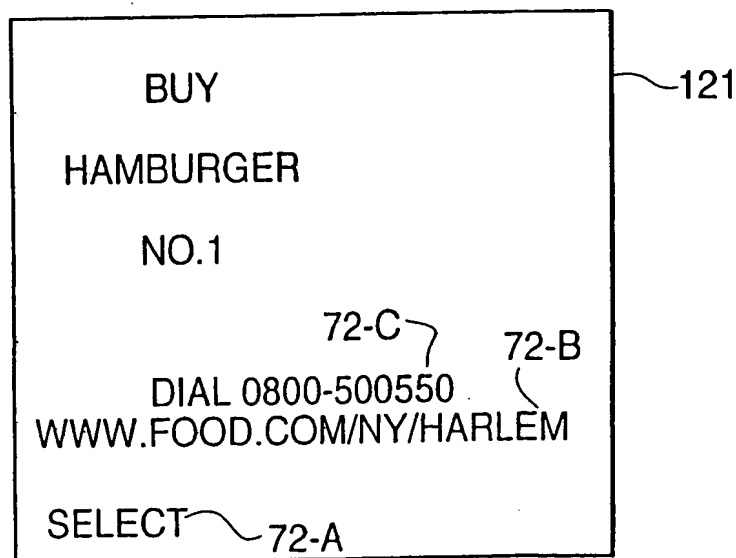 BUY
121
HAMBURGER
NO.1
72-C
72-B
DIAL 0800-500550
WWW.FOOD.COM/NY/HARLEM
SELECT
72-A